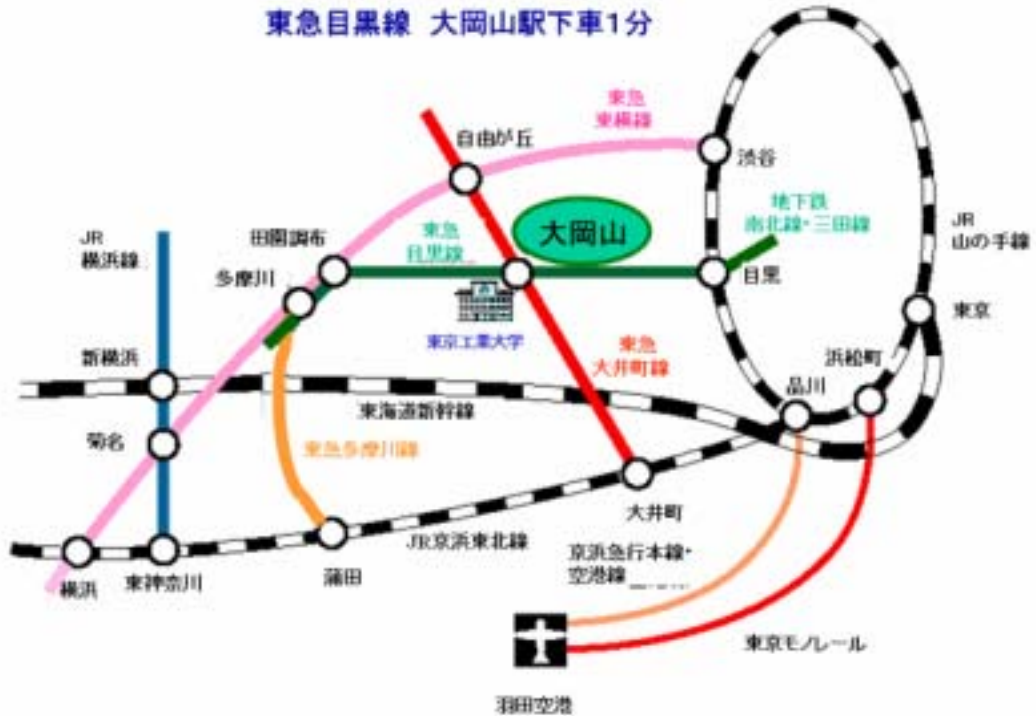 東急目黒線 大岡山駅下車1分
東急
東横線
自由が丘
渋谷
地下鉄
南北線・三田線
JR
山の手線
田園調布
東急
目黒線
大岡山
JR
横浜線
多摩川
目黒
東京
東京工業大学
東急
大井町線
浜松町
新横浜
品川
東海道新幹線
菊名
東急多摩川線
大井町
JR京浜東北線
京浜急行本線・
空港線
横浜
東神奈川
蒲田
東京モノレール
羽田空港